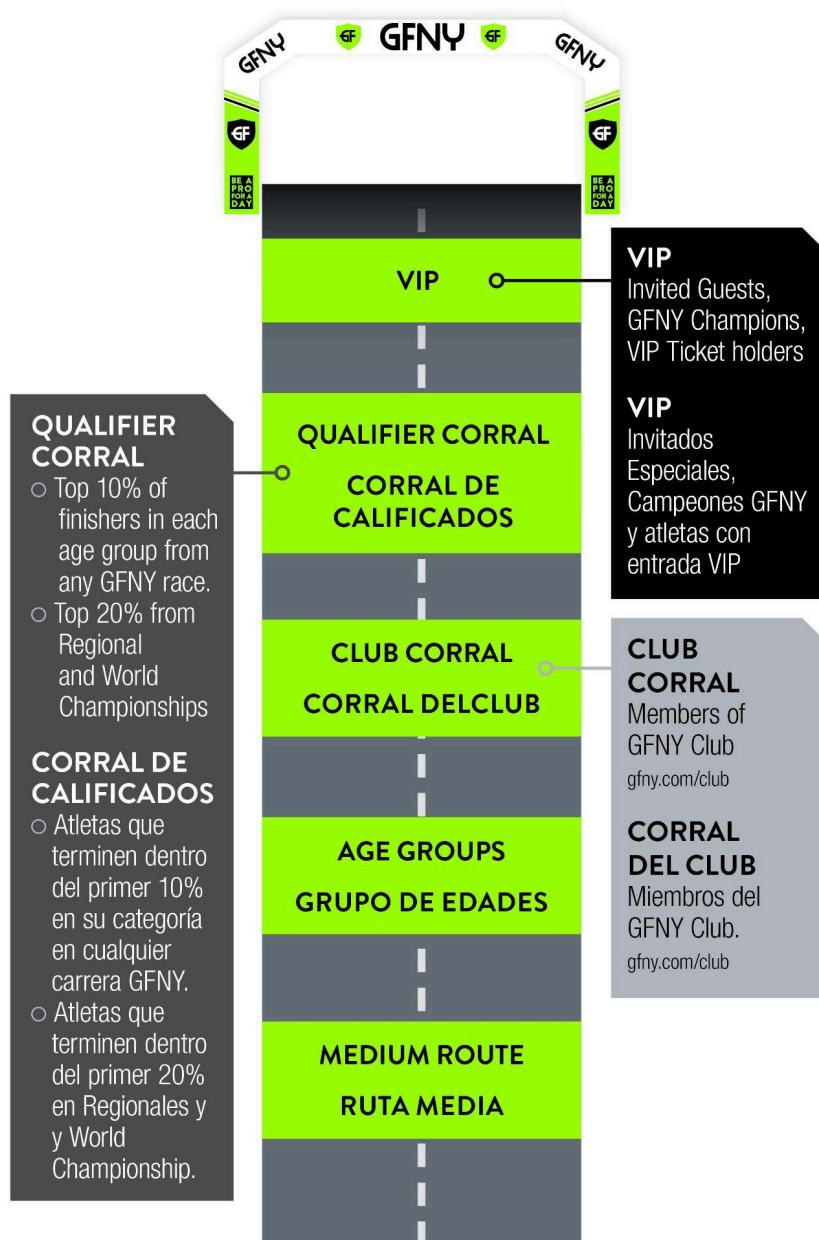 GFNY
GF
GFNY
GF
GFNY
GF
GF
BE A
PRO
FOR A
DAY
BE A
PRO
FOR A
DAY
VIP
VIP
Invited Guests,
GFNY Champions,
VIP Ticket holders
VIP
Invitados
Especiales,
Campeones GFNY
y atletas con
entrada VIP
QUALIFIER
CORRAL
Top 10% of
finishers in each
age group from
any GFNY race.
Top 20% from
Regional
and World
Championships
CORRAL DE
CALIFICADOS
Atletas que
terminen dentro
del primer 10%
en su categoría
en cualquier
carrera GFNY.
Atletas que
terminen dentro
del primer 20%
en Regionales y
y World
Championship.
QUALIFIER CORRAL
CORRAL DE
CALIFICADOS
CLUB CORRAL
CORRAL DELCLUB
CLUB
CORRAL
Members of
GFNY Club
gfny.com/club
CORRAL
DEL CLUB
Miembros del
GFNY Club.
gfny.com/club
AGE GROUPS
GRUPO DE EDADES
MEDIUM ROUTE
RUTA MEDIA